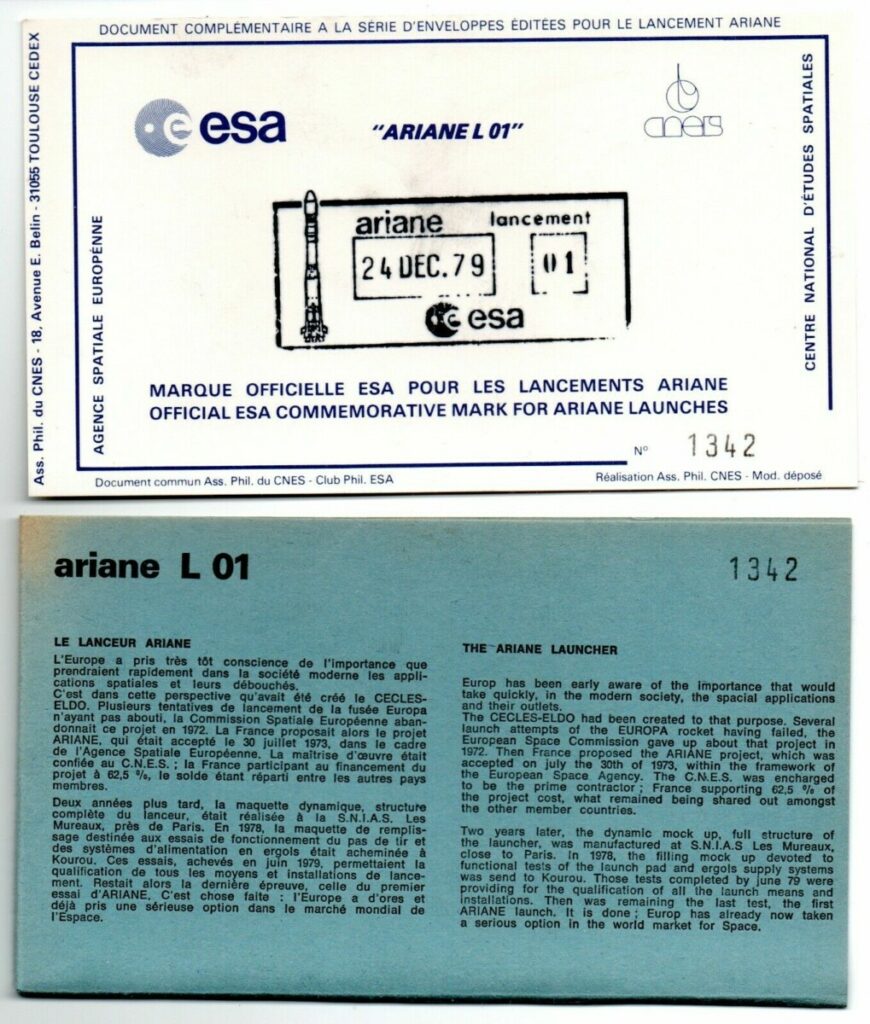 DOCUMENT COMPLÉMENTAIRE A LA SÉRIE D'ENVELOPPES ÉDITÉES POUR LE LANCEMENT ARIANE
Ass. Phil. du CNES - 18, Avenue E. Belin - 31055 TOULOUSE CEDEX
AGENCE SPATIALE EUROPÉNNE
esa
"ARIANE L 01"
cnes
CENTRE NATIONAL D'ÉTUDES SPATIALES
ariane lancement
24 DEC.79 01
esa
MARQUE OFFICIELLE ESA POUR LES LANCEMENTS ARIANE
OFFICIAL ESA COMMEMORATIVE MARK FOR ARIANE LAUNCHES
N° 1342
Document commun Ass. Phil. du CNES - Club Phil. ESA
Réalisation Ass. Phil. CNES - Mod. déposé
ariane L 01
1342
LE LANCEUR ARIANE
L'Europe a pris très tôt conscience de l'importance que
prendraient rapidement dans la société moderne les appli-
cations spatiales et leurs débouchés.
C'est dans cette perspective qu'avait été créé le CECLES-
ELDO. Plusieurs tentatives de lancement de la fusée Europa
n'ayant pas abouti, la Commission Spatiale Européenne aban-
donnait ce projet en 1972. La France proposait alors le projet
ARIANE, qui était accepté le 30 juillet 1973, dans le cadre
de l'Agence Spatiale Européenne. La maîtrise d'œuvre était
confiée au C.N.E.S. ; la France participant au financement du
projet à 62,5 %, le solde étant réparti entre les autres pays
membres.
Deux années plus tard, la maquette dynamique, structure
complète du lanceur, était réalisée à la S.N.I.A.S. Les
Mureaux, près de Paris. En 1978, la maquette de remplis-
sage destinée aux essais de fonctionnement du pas de tir et
des systèmes d'alimentation en ergols était acheminée à
Kourou. Ces essais, achevés en juin 1979, permettaient la
qualification de tous les moyens et installations de lance-
ment. Restait alors la dernière épreuve, celle du premier
essai d'ARIANE, C'est chose faite : l'Europe a d'ores et
déjà pris une sérieuse option dans le marché mondial de
l'Espace.
THE ARIANE LAUNCHER
Europ has been early aware of the importance that would
take quickly, in the modern society, the spacial applications
and their outlets.
The CECLES-ELDO had been created to that purpose. Several
launch attempts of the EUROPA rocket having failed, the
European Space Commission gave up about that project in
1972. Then France proposed the ARIANE project, which was
accepted on july the 30th of 1973, within the framework of
the European Space Agency. The C.N.E.S. was encharged
to be the prime contractor ; France supporting 62,5 % of
the project cost, what remained being shared out amongst
the other member countries.
Two years later, the dynamic mock up, full structure of
the launcher, was manufactured at S.N.I.A.S Les Mureaux,
close to Paris. In 1978, the filling mock up devoted to
functional tests of the launch pad and ergols supply systems
was send to Kourou. Those tests completed by june 79 were
providing for the qualification of all the launch means and
installations. Then was remaining the last test, the first
ARIANE launch. It is done ; Europ has already now taken
a serious option in the world market for Space.